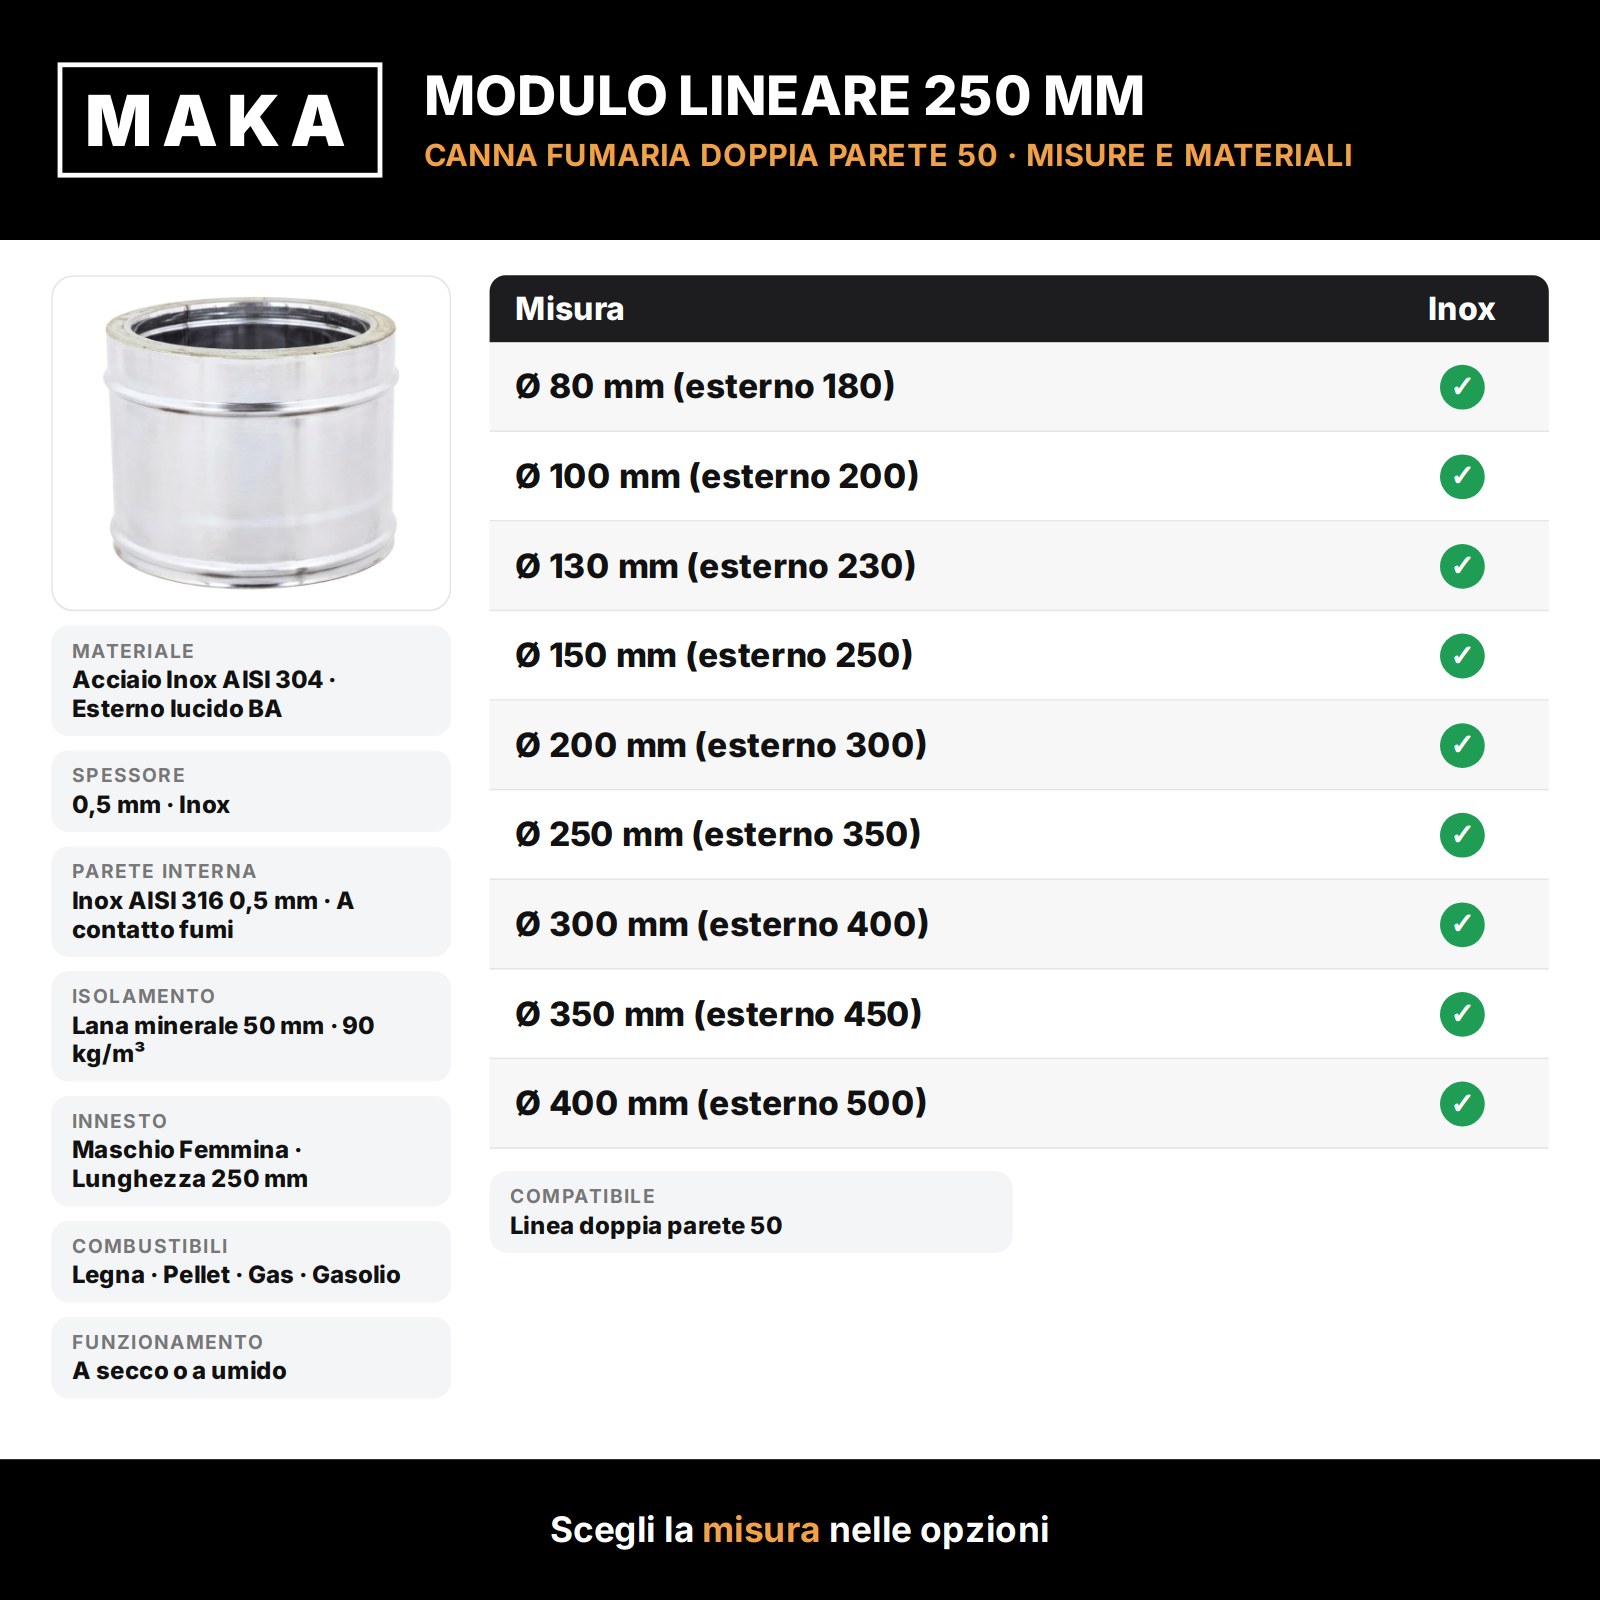 MAKA
MODULO LINEARE 250 MM
CANNA FUMARIA DOPPIA PARETE 50 · MISURE E MATERIALI
MATERIALE
Acciaio Inox AISI 304 ·
Esterno lucido BA
SPESSORE
0,5 mm · Inox
PARETE INTERNA
Inox AISI 316 0,5 mm · A
contatto fumi
ISOLAMENTO
Lana minerale 50 mm · 90
kg/m³
INNESTO
Maschio Femmina ·
Lunghezza 250 mm
COMBUSTIBILI
Legna · Pellet · Gas · Gasolio
FUNZIONAMENTO
A secco o a umido
Misura Inox
Ø 80 mm (esterno 180) ✓
Ø 100 mm (esterno 200) ✓
Ø 130 mm (esterno 230) ✓
Ø 150 mm (esterno 250) ✓
Ø 200 mm (esterno 300) ✓
Ø 250 mm (esterno 350) ✓
Ø 300 mm (esterno 400) ✓
Ø 350 mm (esterno 450) ✓
Ø 400 mm (esterno 500) ✓
COMPATIBILE
Linea doppia parete 50
Scegli la misura nelle opzioni